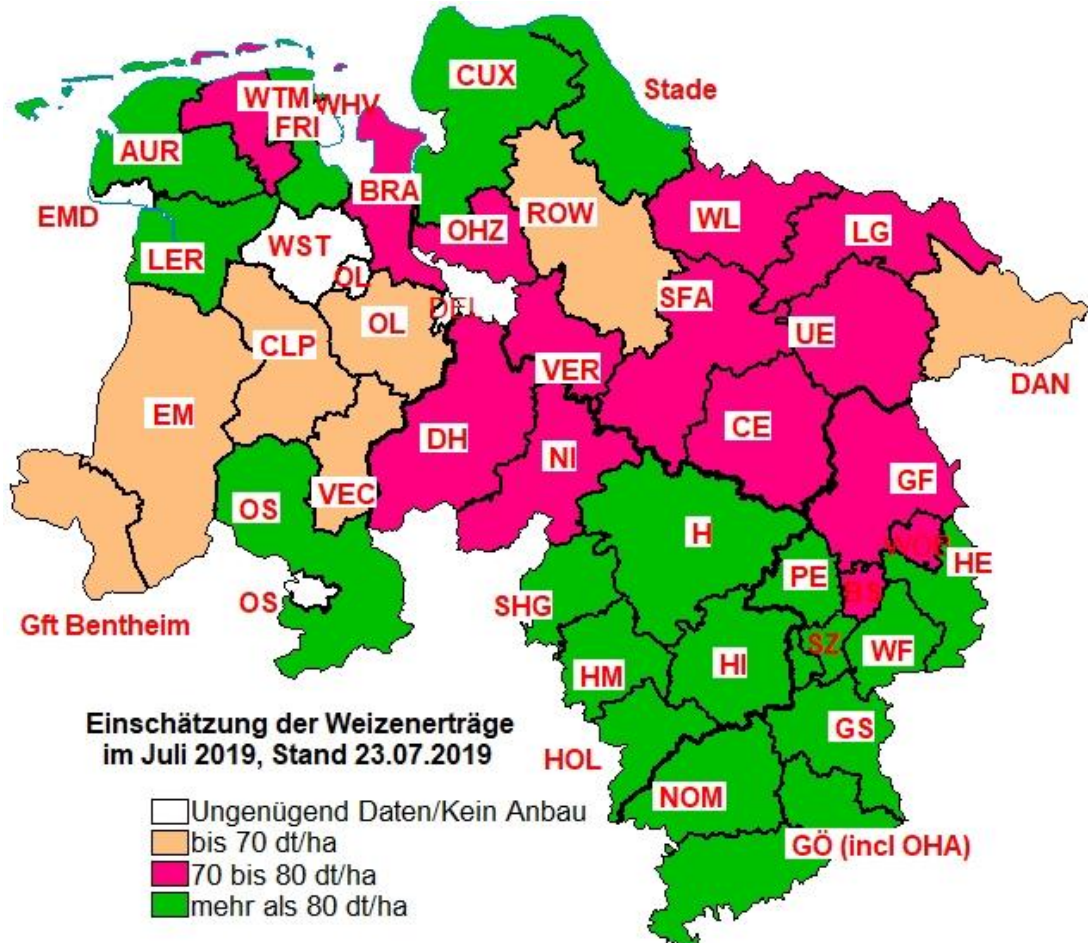 CUX
Stade
WTM
WHV
FRI
AUR
BRA
EMD
ROW
WL
OHZ
LG
WST
LER
OL
SFA
DEL
OL
UE
CLP
VER
DAN
EM
CE
DH
NI
GF
VEC
OS
H
WOB
HE
PE
BS
OS
SHG
Gft Bentheim
SZ
WF
HM
HI
Einschätzung der Weizenerträge
im Juli 2019, Stand 23.07.2019
GS
HOL
NOM
GÖ (incl OHA)
Ungenügend Daten/Kein Anbau
bis 70 dt/ha
70 bis 80 dt/ha
mehr als 80 dt/ha